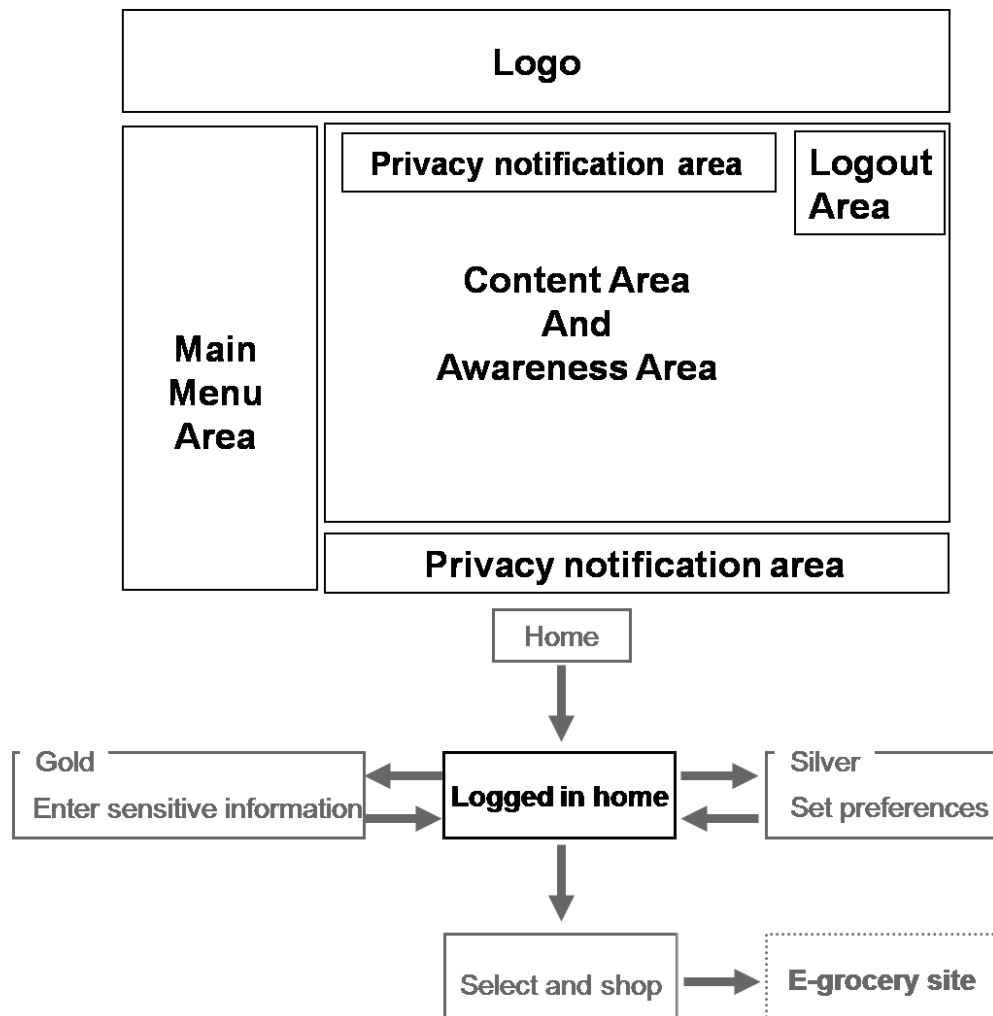 Logo
Privacy notification area
Logout
Area
Content Area
And
Awareness Area
Main
Menu
Area
Privacy notification area
Home
Gold
Enter sensitive information
Logged in home
Silver
Set preferences
Select and shop
E-grocery site